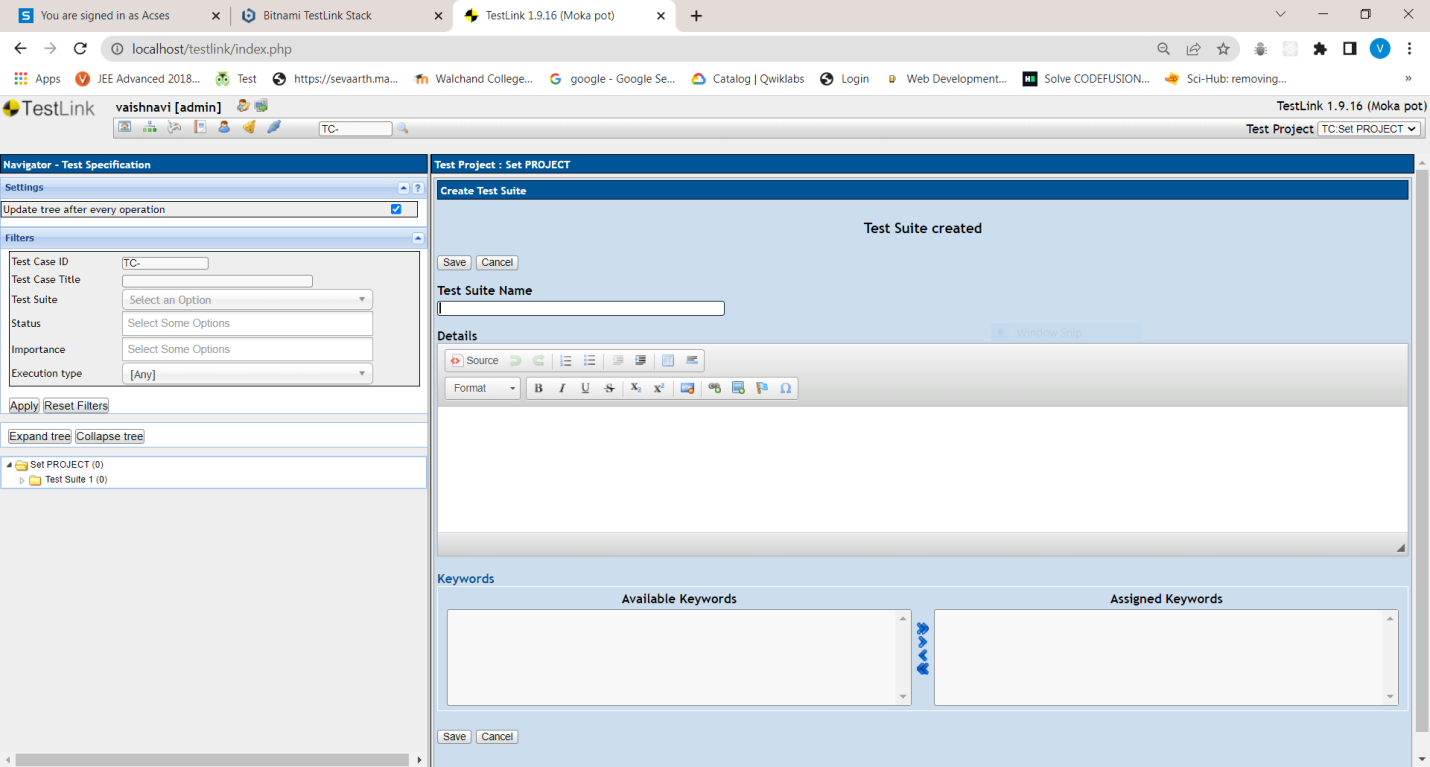 You are signed in as Acses
Bitnami TestLink Stack
TestLink 1.9.16 (Moka pot)
localhost/testlink/index.php
V
Apps
JEE Advanced 2018...
Test
https://sevaarth.ma...
Walchand College...
google - Google Se...
Catalog | Qwiklabs
Login
Web Development...
Solve CODEFUSION...
Sci-Hub: removing...
»
TestLink
vaishnavi [admin]
TestLink 1.9.16 (Moka pot)
TC-
Test Project TC:Set PROJECT
Navigator - Test Specification
Settings
?
Update tree after every operation
Filters
Test Case ID TC-
Test Case Title
Test Suite Select an Option
Status Select Some Options
Importance Select Some Options
Execution type [Any]
Apply Reset Filters
Expand tree Collapse tree
Set PROJECT (0)
Test Suite 1 (0)
Test Project : Set PROJECT
Create Test Suite
Test Suite created
Save Cancel
Test Suite Name
Window Snip
Details
Source
Format B I U S X₂ X² Ω
Keywords
Available Keywords Assigned Keywords
Save Cancel